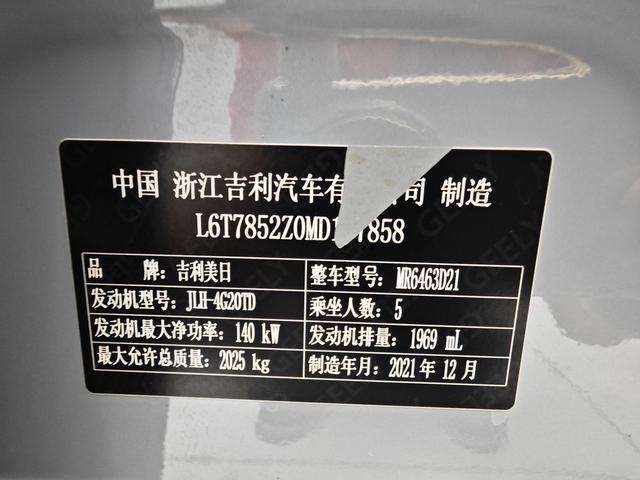 中国 浙江吉利汽车有 公司 制造
L6T7852Z0MD1 7858
品 牌：吉利美日 整车型号：MR6463D21
发动机型号：JLH-4G20TD 乘坐人数：5
发动机最大净功率：140 kW 发动机排量：1969 mL
最大允许总质量：2025 kg 制造年月：2021 年 12 月